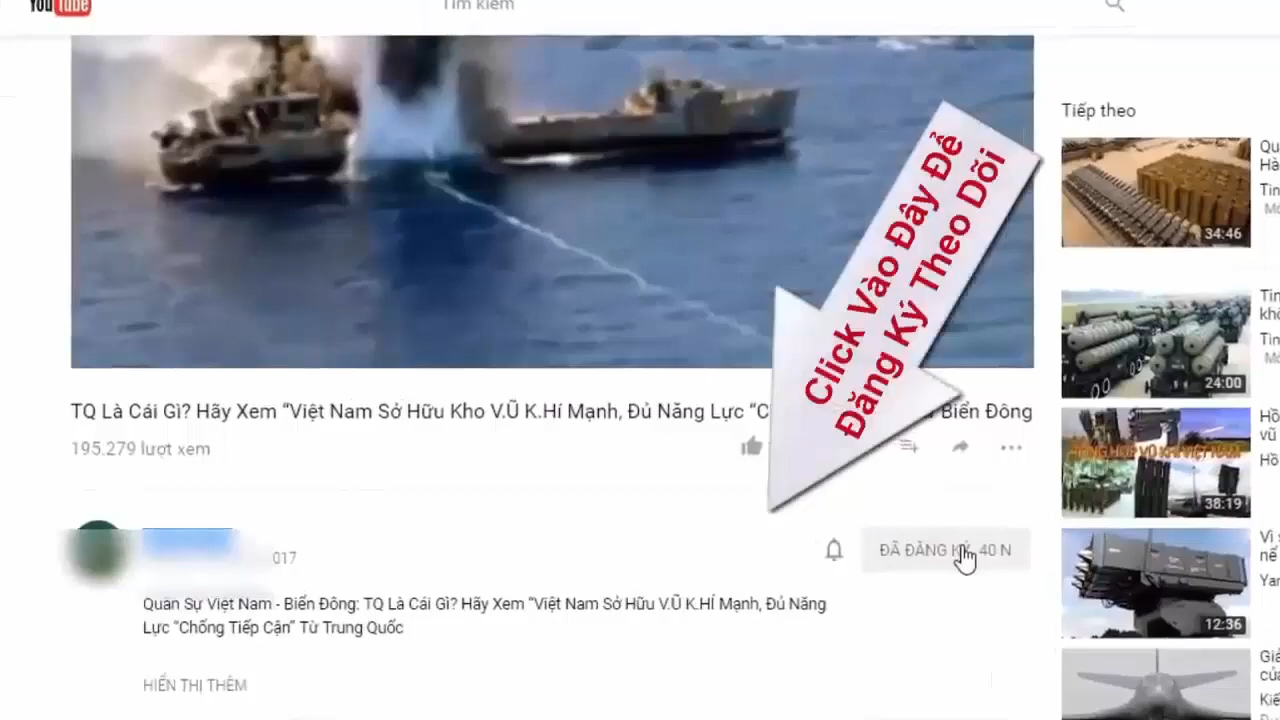 YouTube
Tìm kiếm
Click Vào Đây Để
Đăng Ký Theo Dõi
Tiếp theo
34:46
24:00
38:19
12:36
TQ Là Cái Gì? Hãy Xem “Việt Nam Sở Hữu Kho V.Ũ K.Hí Mạnh, Đủ Năng Lực “C
Biển Đông
195.279 lượt xem
017
ĐÃ ĐĂNG KÝ 40 N
Quân Sự Việt Nam - Biển Đông: TQ Là Cái Gì? Hãy Xem “Việt Nam Sở Hữu V.Ũ K.HÍ Mạnh, Đủ Năng
Lực “Chống Tiếp Cận” Từ Trung Quốc
HIỂN THỊ THÊM